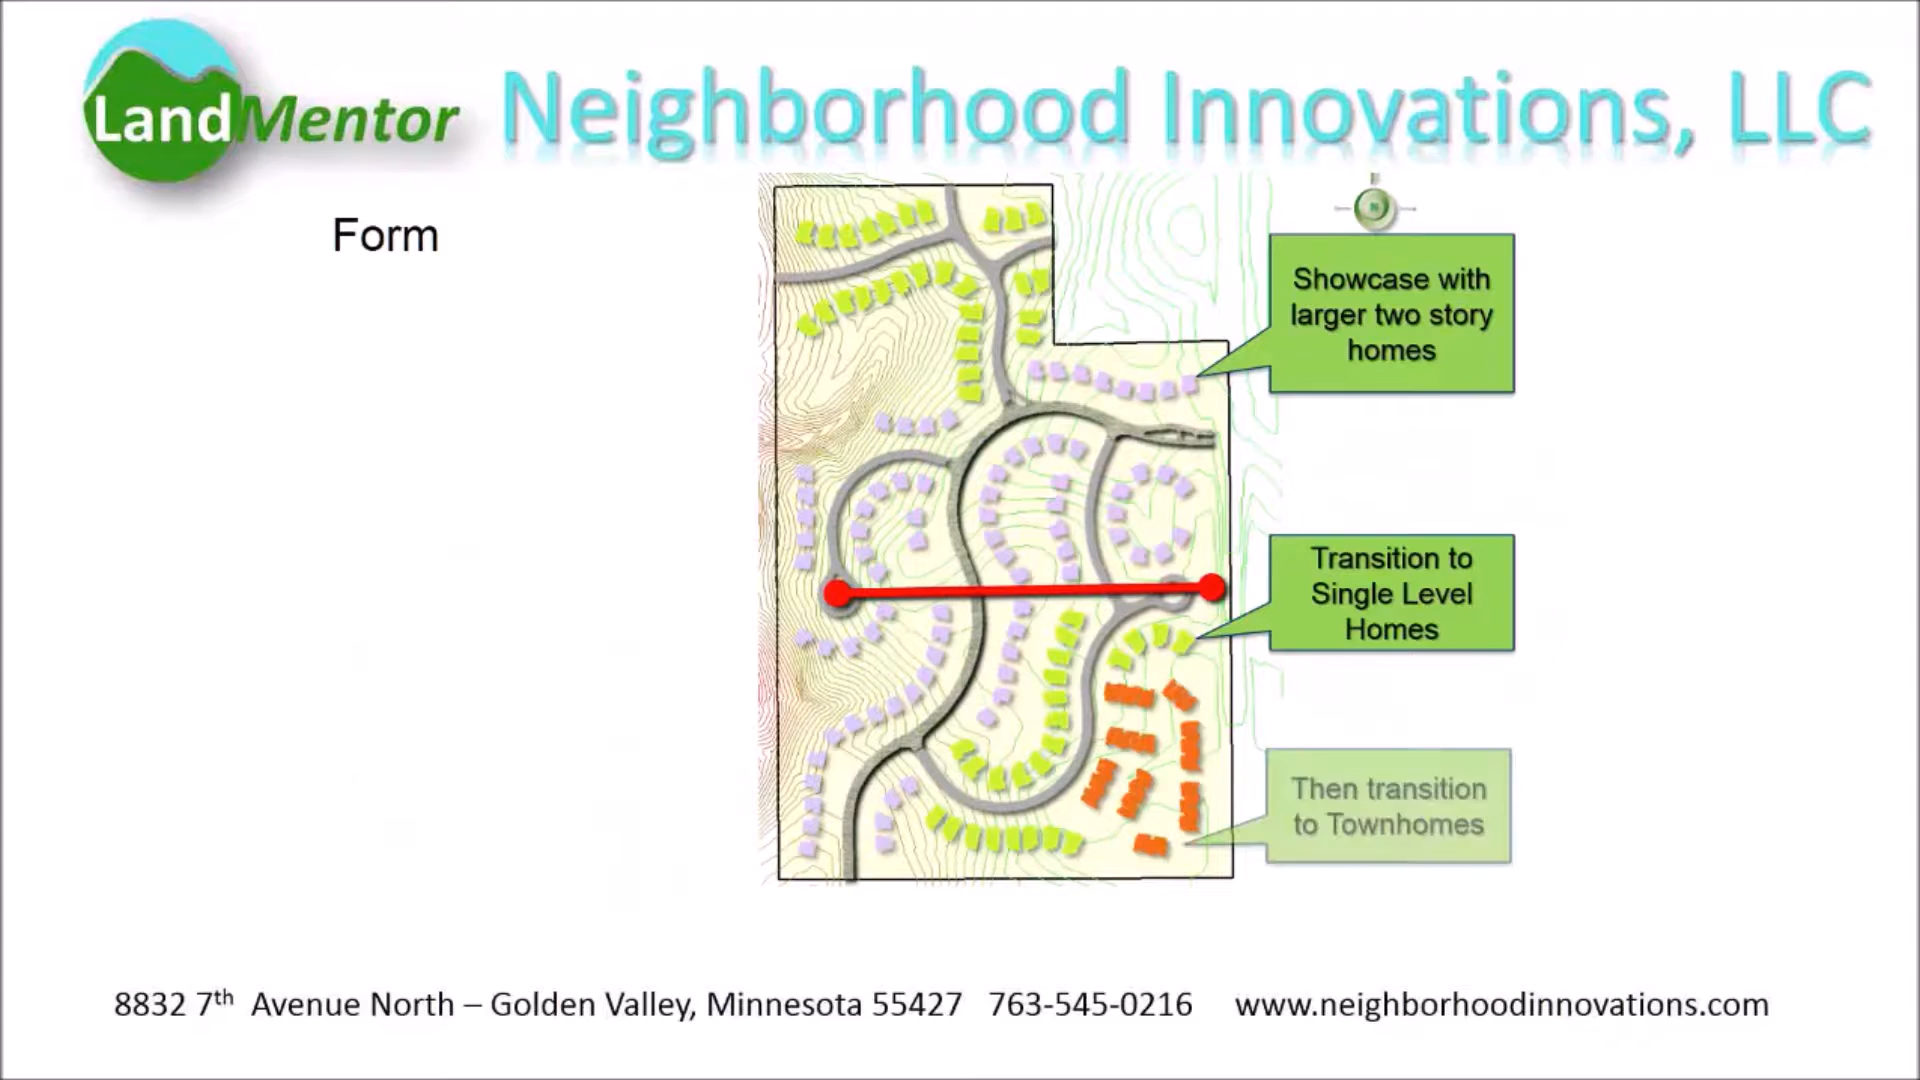 LandMentor
Neighborhood Innovations, LLC
Form
N
Showcase with
larger two story
homes
Transition to
Single Level
Homes
Then transition
to Townhomes
8832 7th Avenue North – Golden Valley, Minnesota 55427 763-545-0216 www.neighborhoodinnovations.com